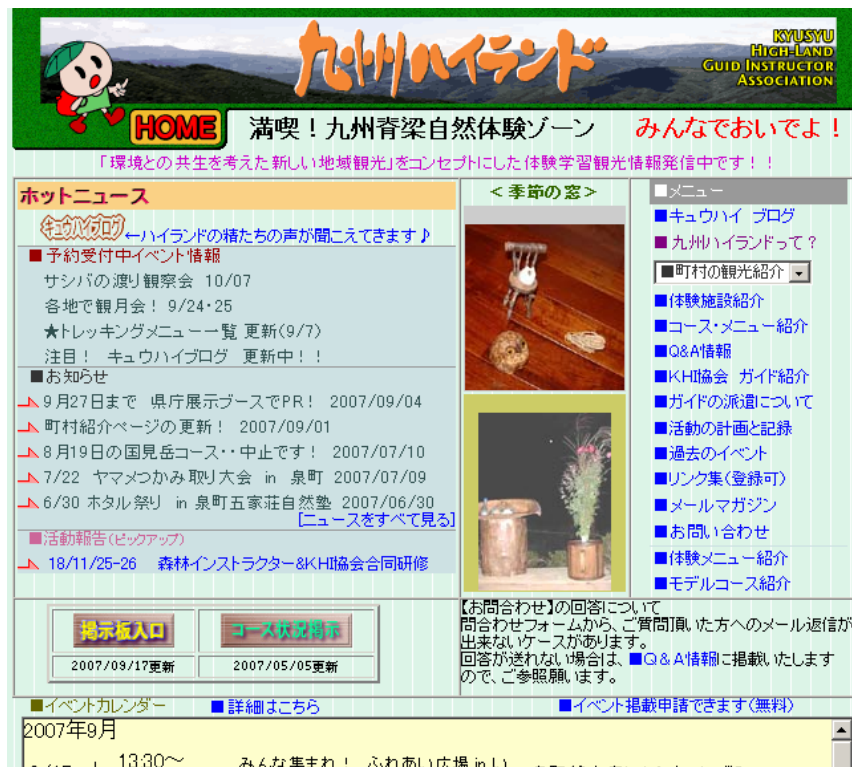 九州ハイランド
KYUSYU
HIGH-LAND
GUID INSTRUCTOR
ASSOCIATION
HOME
満喫！九州脊梁自然体験ゾーン
みんなでおいでよ！
「環境との共生を考えた新しい地域観光」をコンセプトにした体験学習観光情報発信中です！！
ホットニュース
キュウハイブログ ←ハイランドの精たちの声が聞こえてきます♪
■予約受付中イベント情報
サシバの渡り観察会 10/07
各地で観月会！ 9/24・25
★トレッキングメニュー一覧 更新(9/7)
注目！ キュウハイブログ 更新中！！
■お知らせ
9月27日まで 県庁展示ブースでPR！ 2007/09/04
町村紹介ページの更新！ 2007/09/01
8月19日の国見岳コース・・中止です！ 2007/07/10
7/22 ヤマメつかみ取り大会 in 泉町 2007/07/09
6/30 ホタル祭り in 泉町五家荘自然塾 2007/06/30
[ニュースをすべて見る]
■活動報告(ピックアップ)
18/11/25-26 森林インストラクター&KHI協会合同研修
＜季節の窓＞
■メニュー
■キュウハイ ブログ
■九州ハイランドって？
■町村の観光紹介
■体験施設紹介
■コース・メニュー紹介
■Q&A情報
■KHI協会 ガイド紹介
■ガイドの派遣について
■活動の計画と記録
■過去のイベント
■リンク集(登録可)
■メールマガジン
■お問い合わせ
■体験メニュー紹介
■モデルコース紹介
掲示板入口
2007/09/17更新
コース状況掲示
2007/05/05更新
【お問合わせ】の回答について
問合わせフォームから、ご質問頂いた方へのメール返信が
出来ないケースがあります。
回答が送れない場合は、■Q&A情報に掲載いたします
ので、ご参照願います。
■イベントカレンダー ■詳細はこちら ■イベント掲載申請できます(無料)
2007年9月
13:30～
みんな集まれ！ ふれあい広場 in